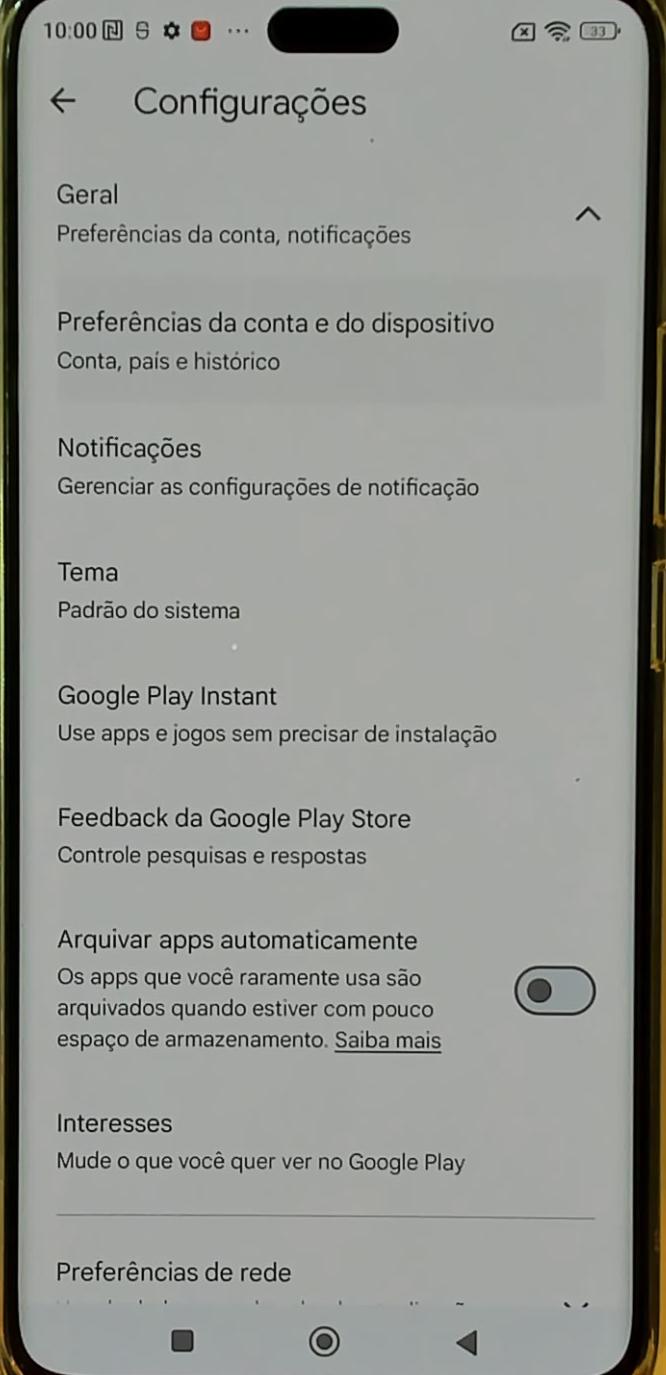 10:00
33
Configurações
Geral
Preferências da conta, notificações
Preferências da conta e do dispositivo
Conta, país e histórico
Notificações
Gerenciar as configurações de notificação
Tema
Padrão do sistema
Google Play Instant
Use apps e jogos sem precisar de instalação
Feedback da Google Play Store
Controle pesquisas e respostas
Arquivar apps automaticamente
Os apps que você raramente usa são
arquivados quando estiver com pouco
espaço de armazenamento. Saiba mais
Interesses
Mude o que você quer ver no Google Play
Preferências de rede